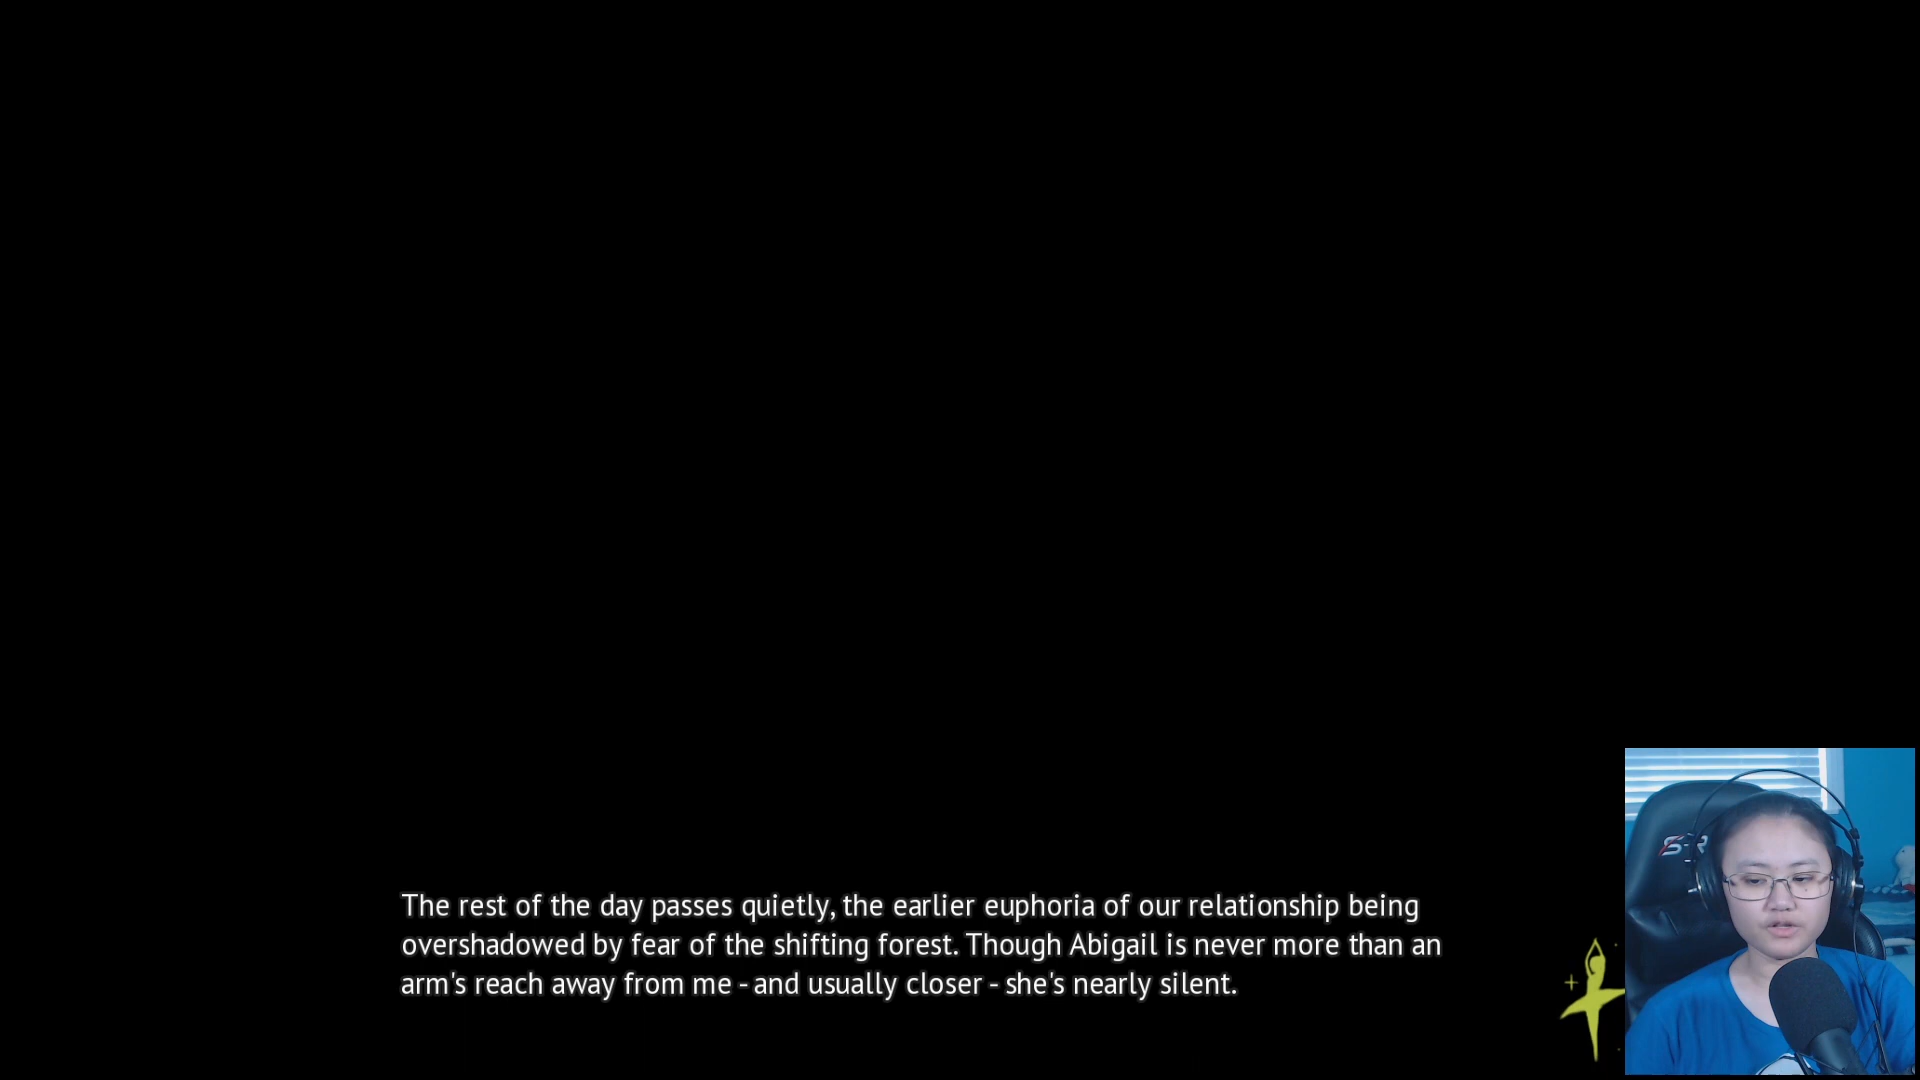 The rest of the day passes quietly, the earlier euphoria of our relationship being
overshadowed by fear of the shifting forest. Though Abigail is never more than an
arm's reach away from me - and usually closer - she's nearly silent.